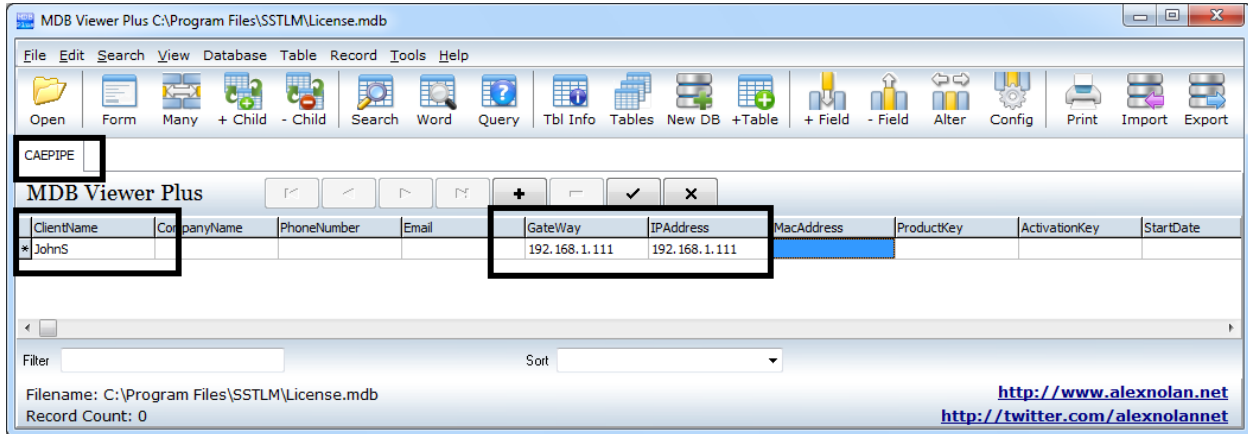 MDB Viewer Plus C:\Program Files\SSTLM\License.mdb
File Edit Search View Database Table Record Tools Help
Open Form Many + Child - Child Search Word Query Tbl Info Tables New DB +Table + Field - Field Alter Config Print Import Export
CAEPIPE
MDB Viewer Plus
ClientName CompanyName PhoneNumber Email GateWay IPAddress MacAddress ProductKey ActivationKey StartDate
* JohnS 192.168.1.111 192.168.1.111
Filter Sort
Filename: C:\Program Files\SSTLM\License.mdb http://www.alexnolan.net
Record Count: 0 http://twitter.com/alexnolannet